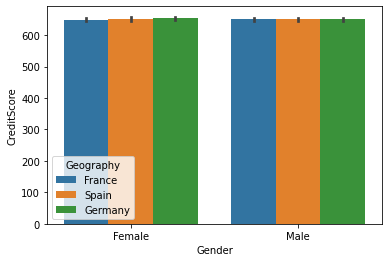 600
500
400
300
200
100
0
CreditScore
Geography
France
Spain
Germany
Female
Male
Gender